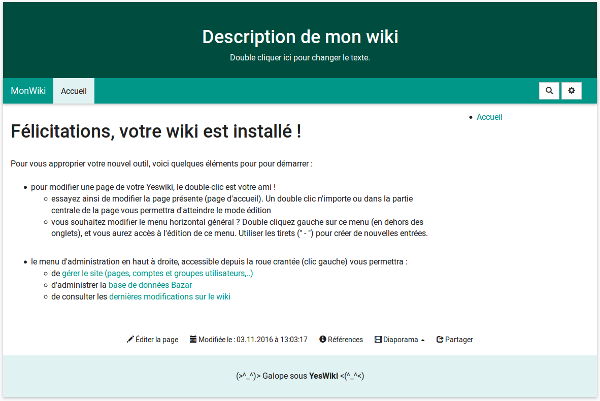 Description de mon wiki
Double cliquer ici pour changer le texte.
MonWiki Accueil
Accueil
Félicitations, votre wiki est installé !
Pour vous approprier votre nouvel outil, voici quelques éléments pour pour démarrer :
pour modifier une page de votre Yeswiki, le double clic est votre ami !
essayez ainsi de modifier la page présente (page d'accueil). Un double clic n'importe ou dans la partie
centrale de la page vous permettra d'atteindre le mode édition
vous souhaitez modifier le menu horizontal général ? Double cliquez gauche sur ce menu (en dehors des
onglets), et vous aurez accès à l'édition de ce menu. Utiliser les tirets (" - ") pour créer de nouvelles entrées.
le menu d'administration en haut à droite, accessible depuis la roue crantée (clic gauche) vous permettra :
de gérer le site (pages, comptes et groupes utilisateurs,..)
d'administrer la base de données Bazar
de consulter les dernières modifications sur le wiki
Éditer la page Modifiée le : 03.11.2016 à 13:03:17 Références Diaporama Partager
(>^_^)> Galope sous YesWiki <(^_^<)